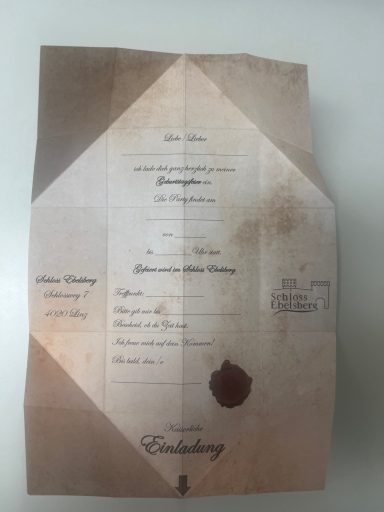 Liebe / Lieber
ich lade dich ganz herzlich zu meiner
Geburtstagsfeier ein.
Die Party findet am
von
bis Uhr statt.
Gefeiert wird im Schloss Ebelsberg
Schloss Ebelsberg
Schlossweg 7
4020 Linz
Schloss
Ebelsberg
Treffpunkt:
Bitte gib mir bis
Bescheid, ob du Zeit hast.
Ich freue mich auf dein Kommen!
Bis bald, dein/e
Kaiserliche
Einladung